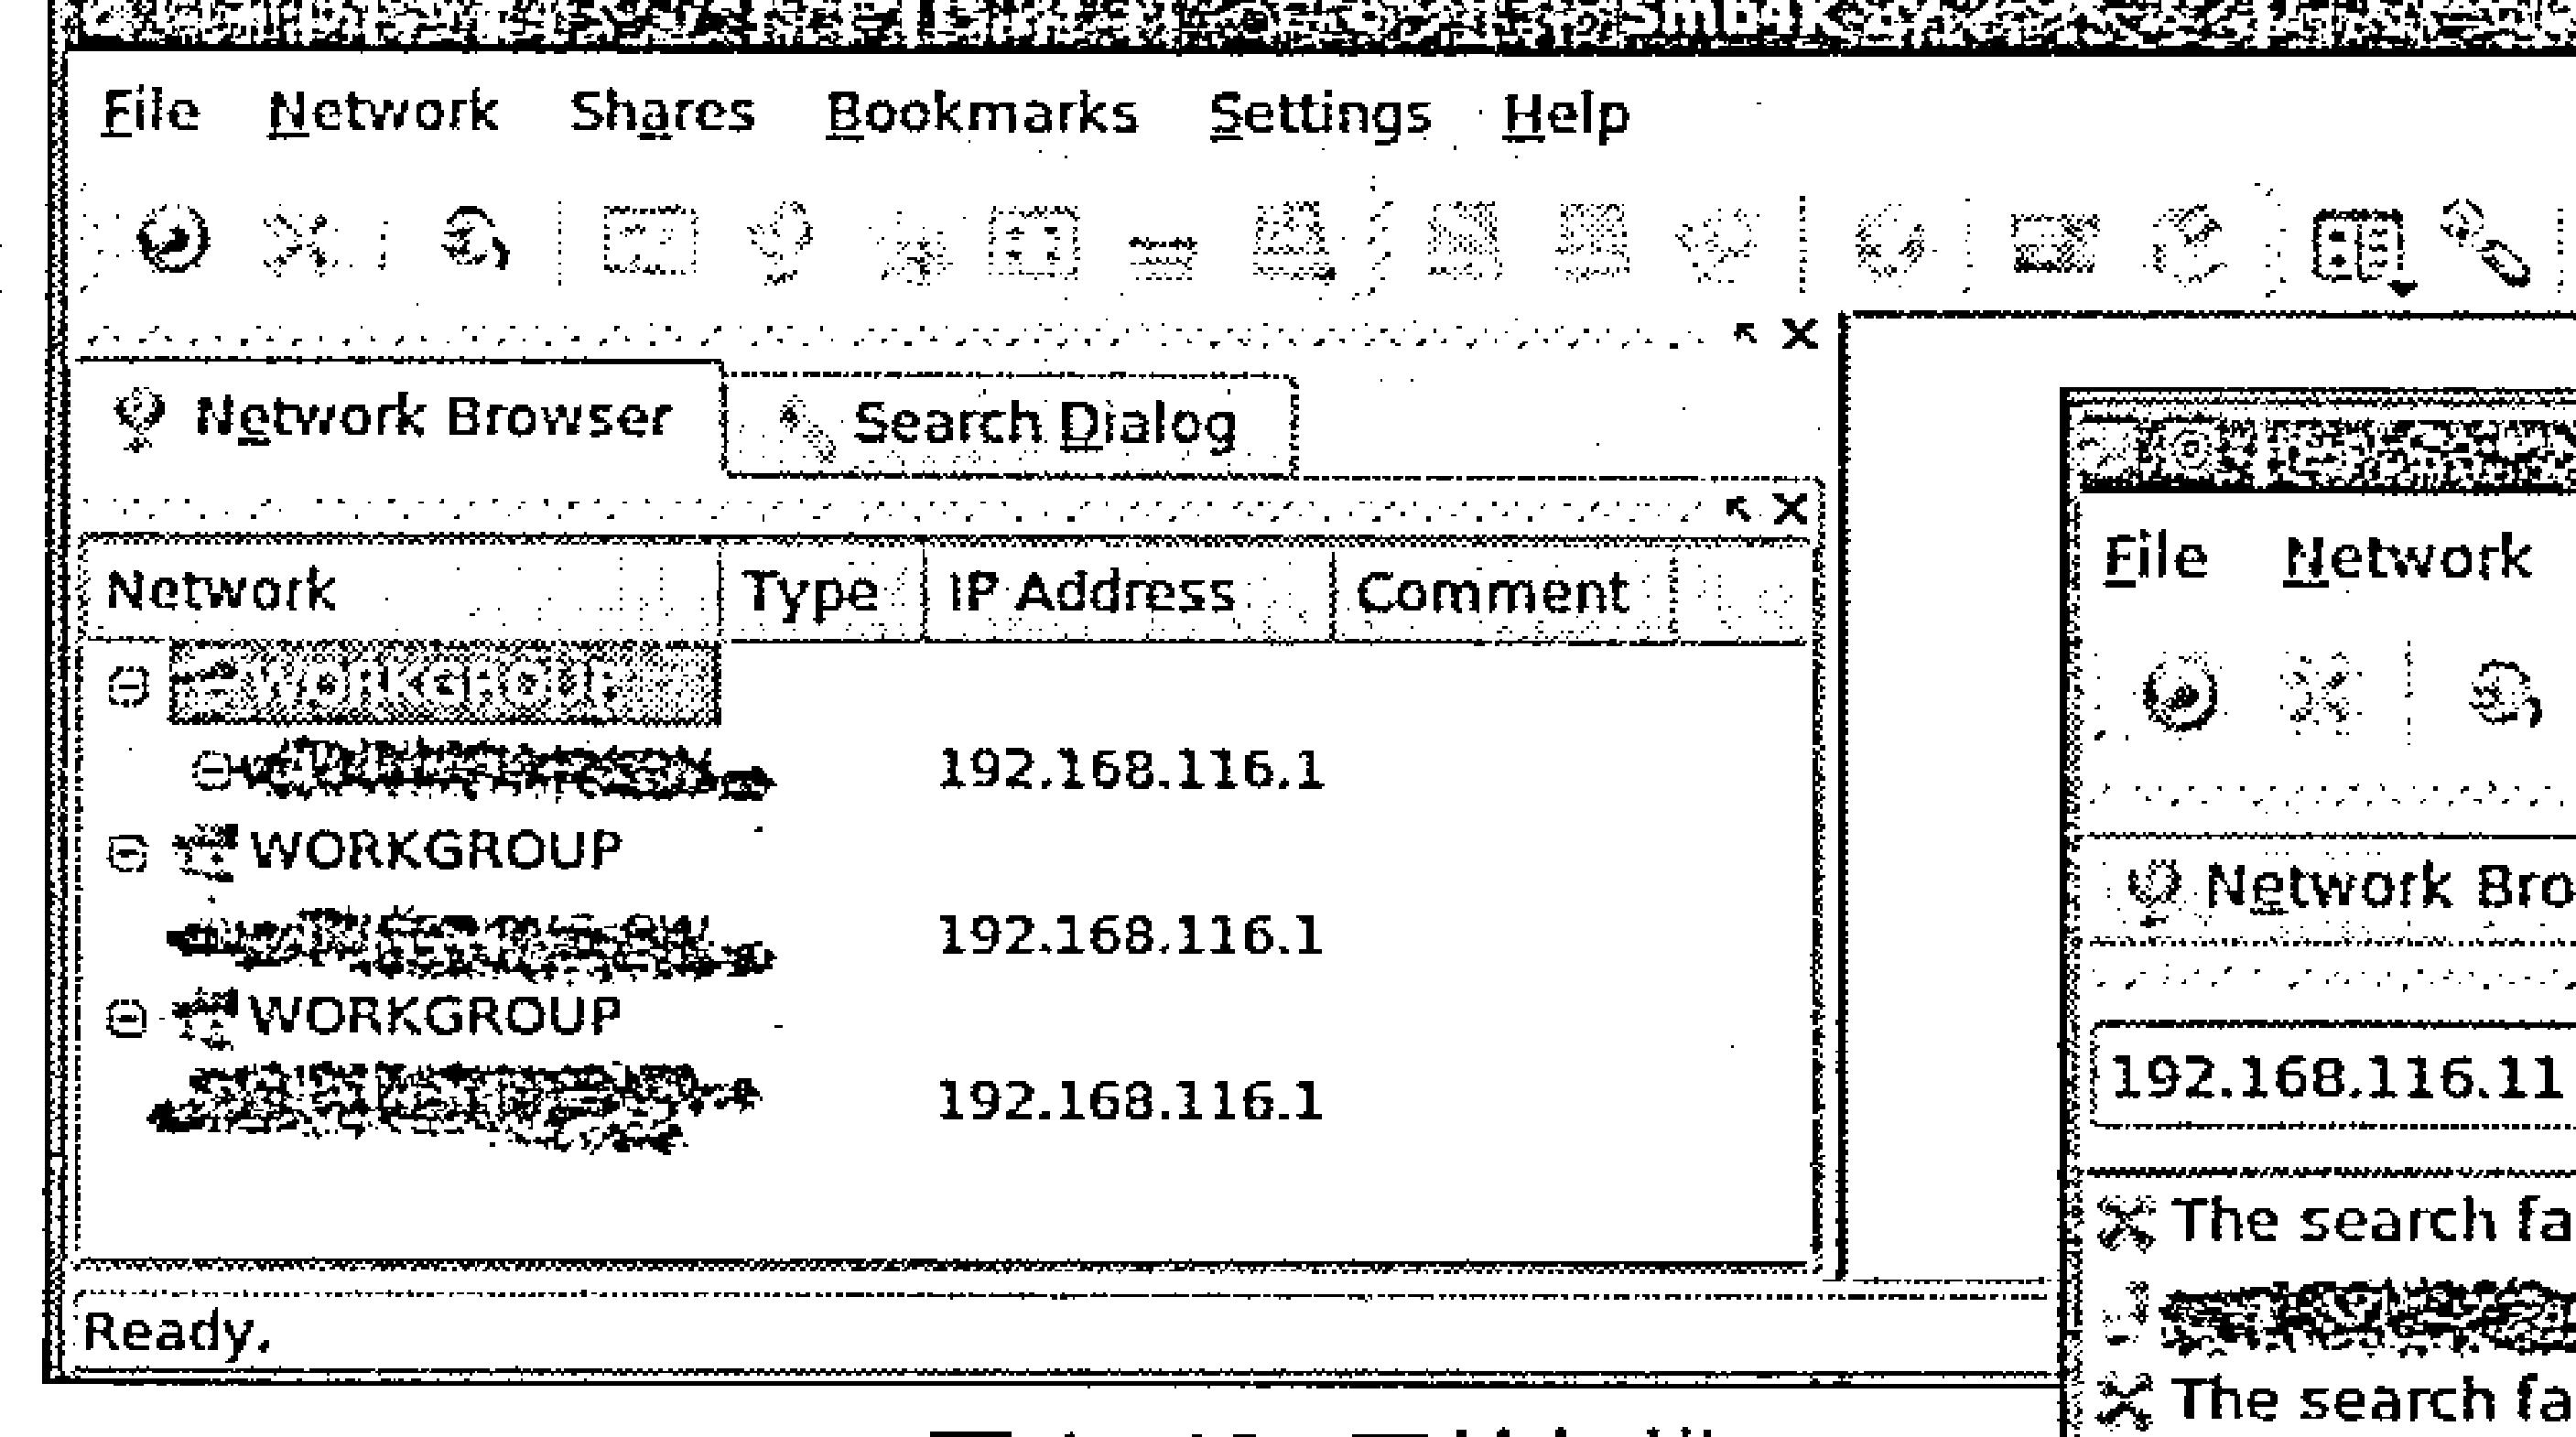 Smb4K
File Network Shares Bookmarks Settings Help
Network Browser Search Dialog
Network Type IP Address Comment
WORKGROUP
192.168.116.1
WORKGROUP
192.168.116.1
WORKGROUP
192.168.116.1
Ready.
File Network
Network Bro
192.168.116.11
The search fa
The search fa